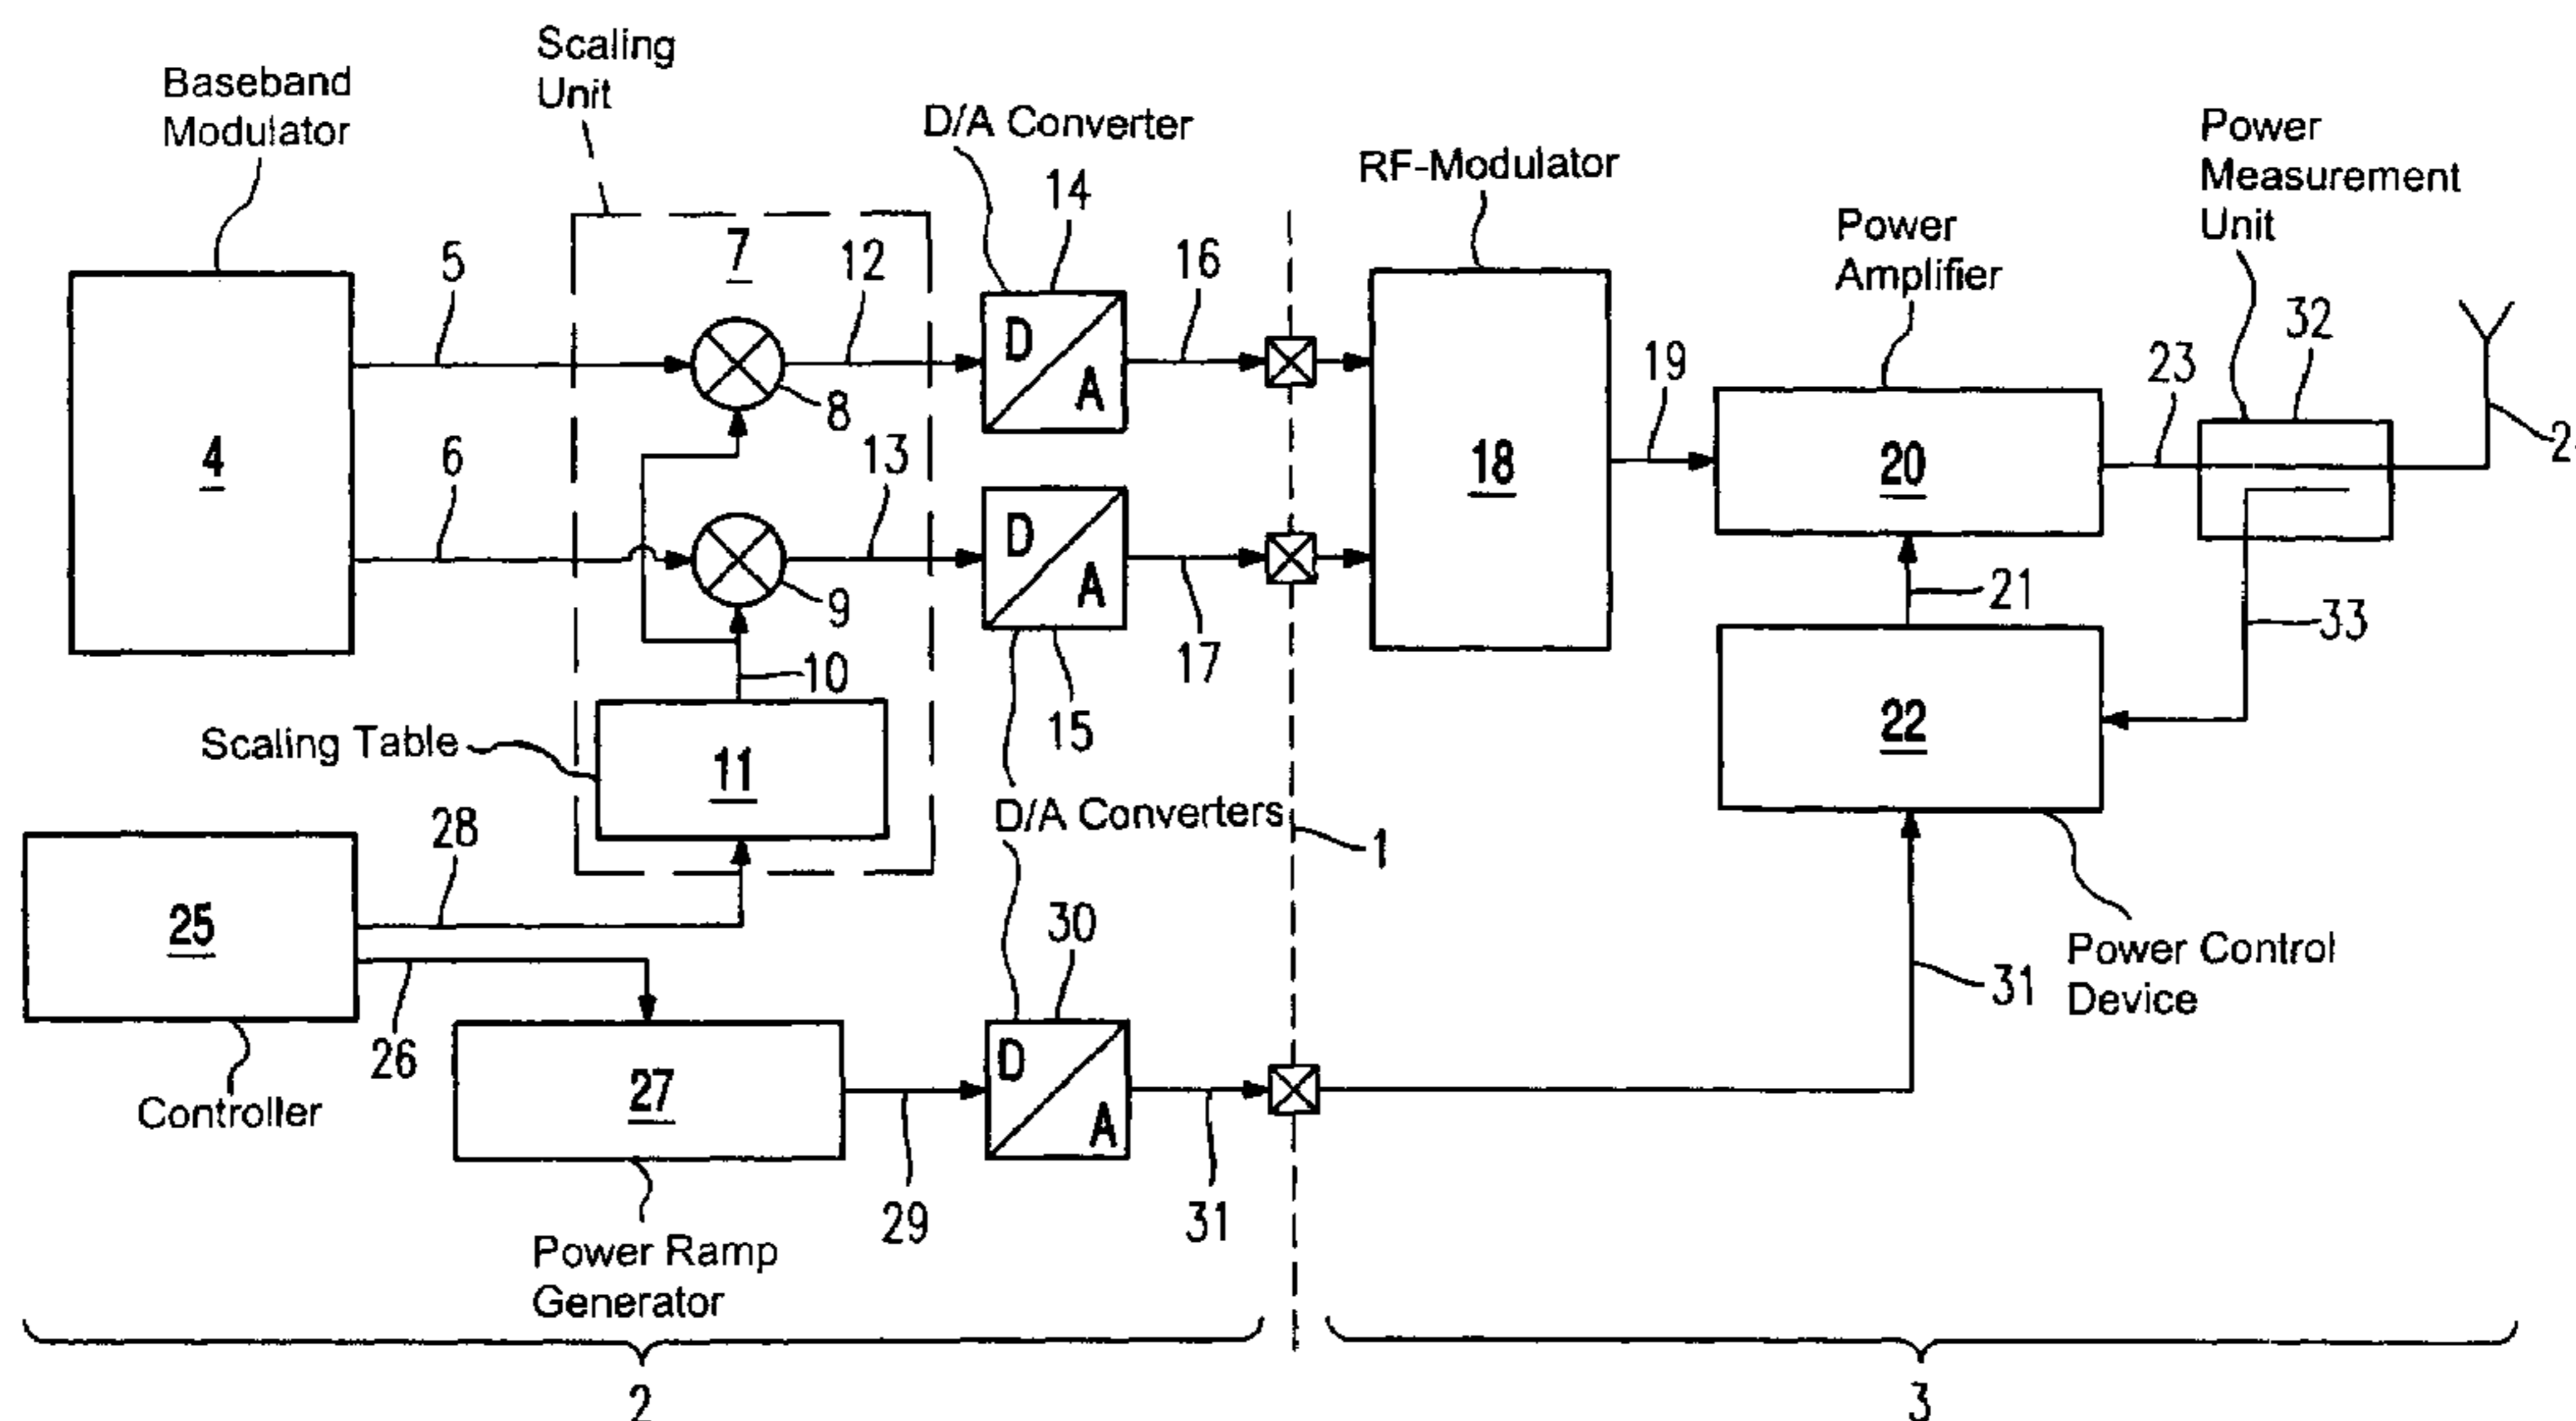 Scaling
Unit
Baseband
Modulator
D/A Converter
Power
Measurement
Unit
RF-Modulator
Power
Amplifier
14
7
5
12
16
32
D
A
8
19
23
4
6
13
18
20
D
A
9
21
33
17
10
15
Scaling Table
11
22
28
D/A Converters
1
25
30
26
Power Control
Device
31
Controller
27
D
A
29
31
Power Ramp
Generator
2
3